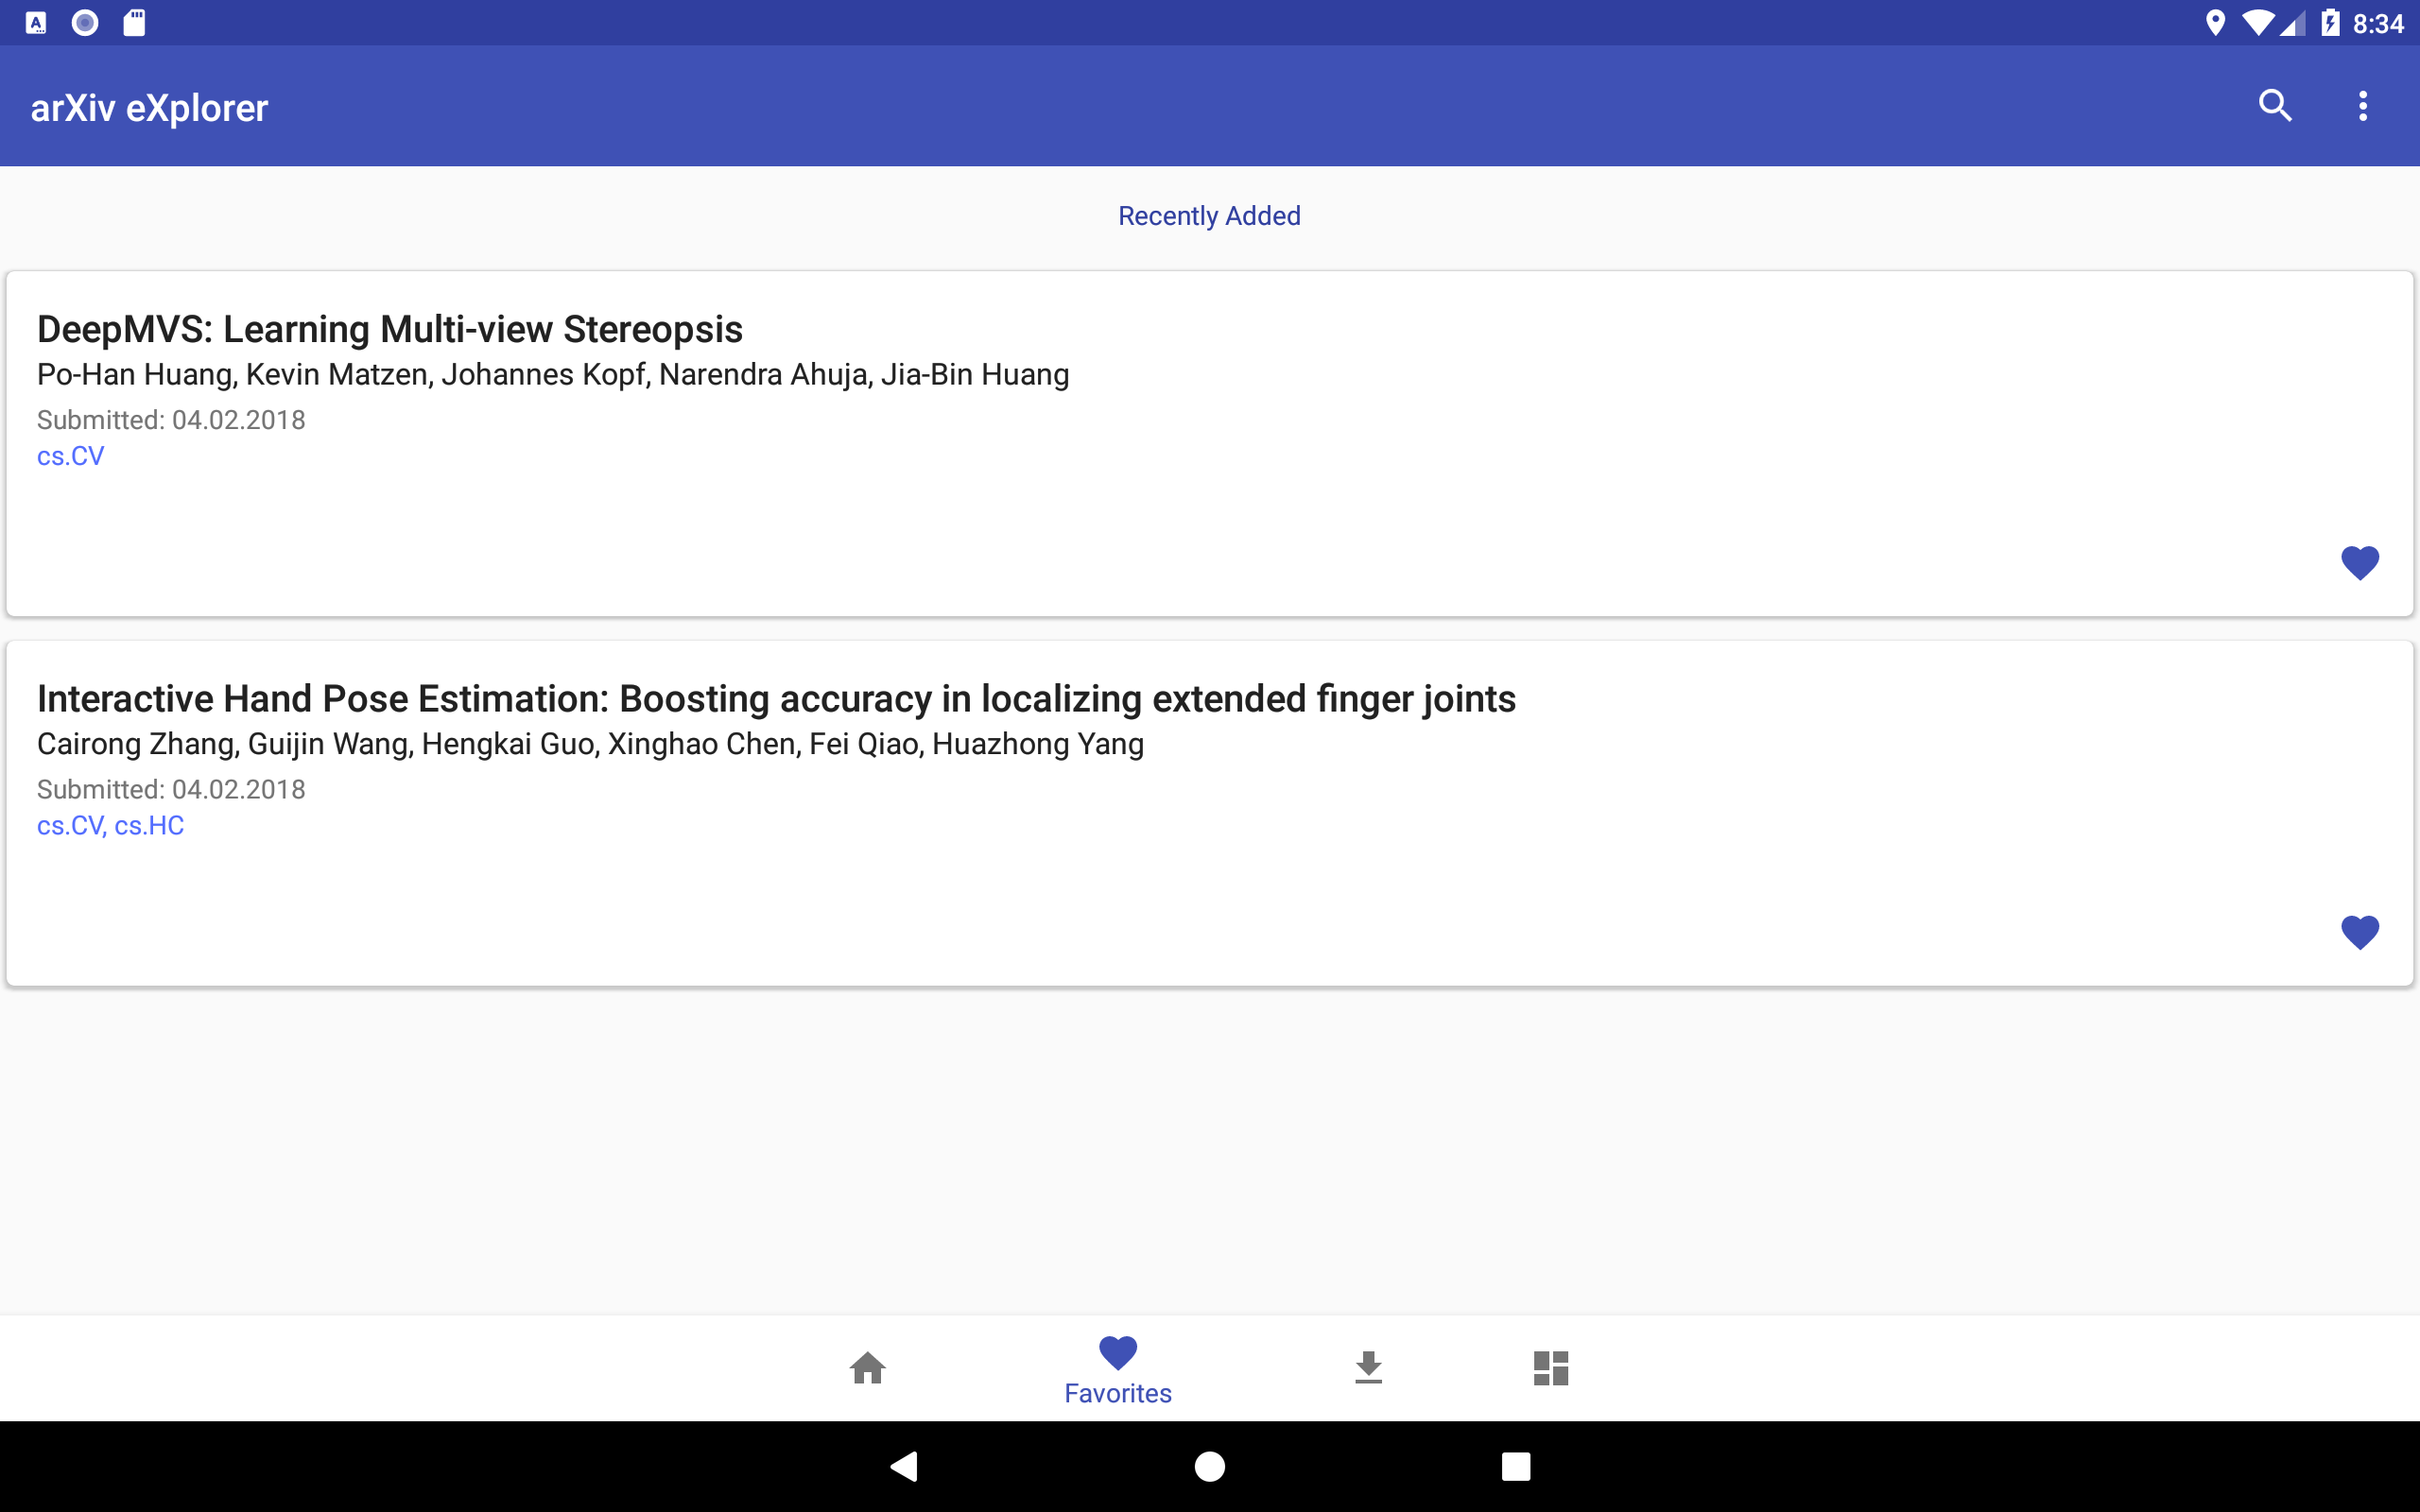 8:34
arXiv eXplorer
Recently Added
DeepMVS: Learning Multi-view Stereopsis
Po-Han Huang, Kevin Matzen, Johannes Kopf, Narendra Ahuja, Jia-Bin Huang
Submitted: 04.02.2018
cs.CV
Interactive Hand Pose Estimation: Boosting accuracy in localizing extended finger joints
Cairong Zhang, Guijin Wang, Hengkai Guo, Xinghao Chen, Fei Qiao, Huazhong Yang
Submitted: 04.02.2018
cs.CV, cs.HC
Favorites